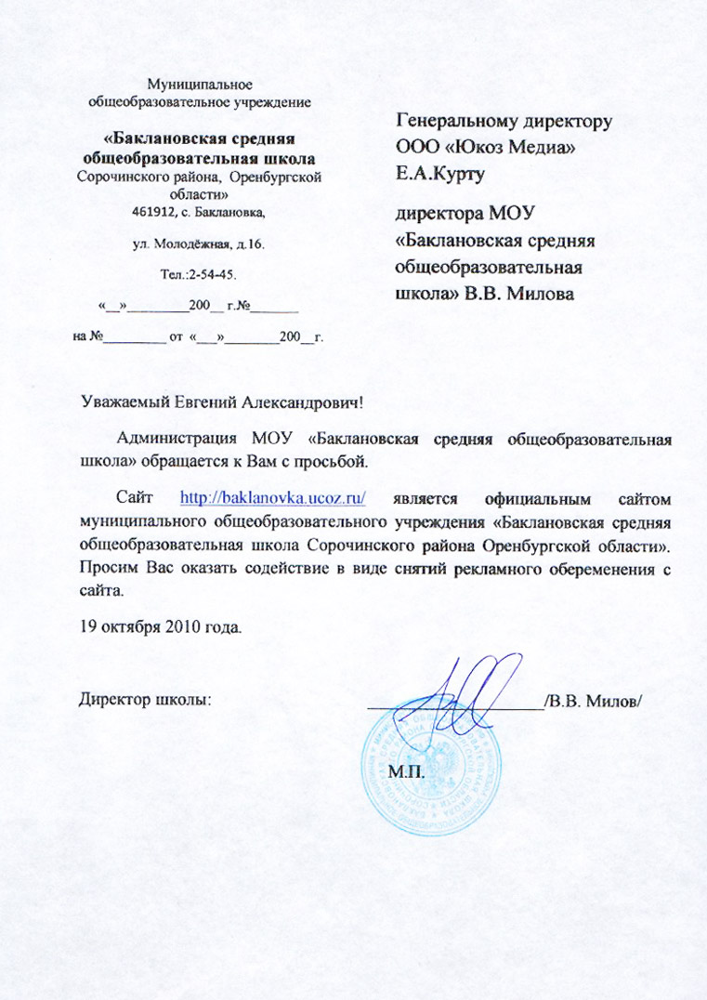 Муниципальное
общеобразовательное учреждение
«Баклановская средняя
общеобразовательная школа
Сорочинского района, Оренбургской
области»
461912, с. Баклановка,
ул. Молодёжная, д.16.
Тел.:2-54-45.
«__»_________200__ г.№_______
на №_________ от «___»________200__г.
Генеральному директору
ООО «Юкоз Медиа»
Е.А.Курту
директора МОУ
«Баклановская средняя
общеобразовательная
школа» В.В. Милова
Уважаемый Евгений Александрович!
Администрация МОУ «Баклановская средняя общеобразовательная
школа» обращается к Вам с просьбой.
Сайт http://baklanovka.ucoz.ru/ является официальным сайтом
муниципального общеобразовательного учреждения «Баклановская средняя
общеобразовательная школа Сорочинского района Оренбургской области».
Просим Вас оказать содействие в виде снятий рекламного обеременения с
сайта.
19 октября 2010 года.
Директор школы: ____________________/В.В. Милов/
М.П.